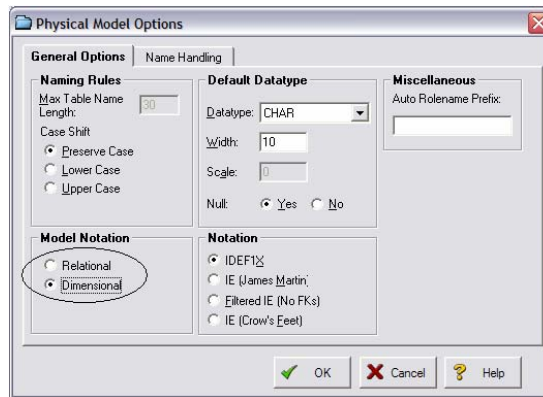 Physical Model Options
General Options
Name Handling
Naming Rules
Max Table Name Length:
30
Case Shift
Preserve Case
Lower Case
Upper Case
Default Datatype
Datatype:
CHAR
Width:
10
Scale:
0
Null:
Yes
No
Miscellaneous
Auto Rolename Prefix:
Model Notation
Relational
Dimensional
Notation
IDEF1X
IE (James Martin)
Filtered IE (No FKs)
IE (Crow's Feet)
OK
Cancel
Help